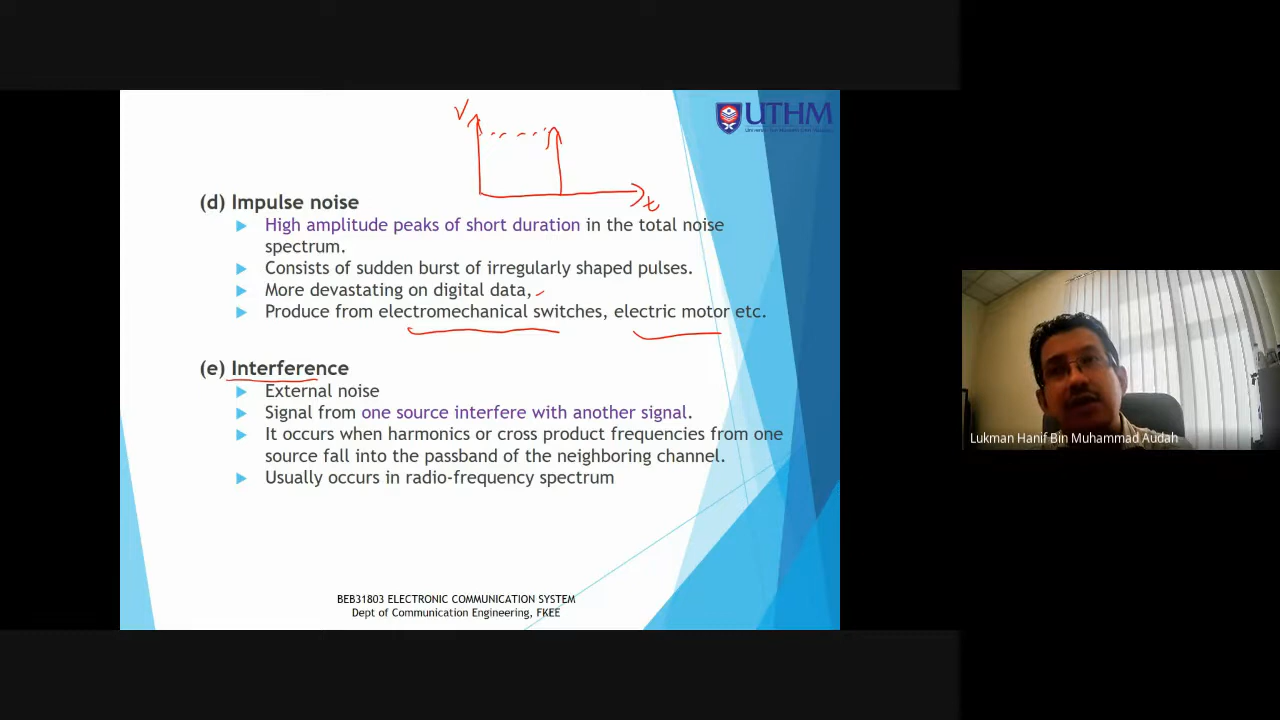 V
UTHM
t
(d) Impulse noise
High amplitude peaks of short duration in the total noise
spectrum.
Consists of sudden burst of irregularly shaped pulses.
More devastating on digital data,
Produce from electromechanical switches, electric motor etc.
(e) Interference
External noise
Signal from one source interfere with another signal.
It occurs when harmonics or cross product frequencies from one
source fall into the passband of the neighboring channel.
Usually occurs in radio-frequency spectrum
BEB31803 ELECTRONIC COMMUNICATION SYSTEM
Dept of Communication Engineering, FKEE
Lukman Hanif Bin Muhammad Audah